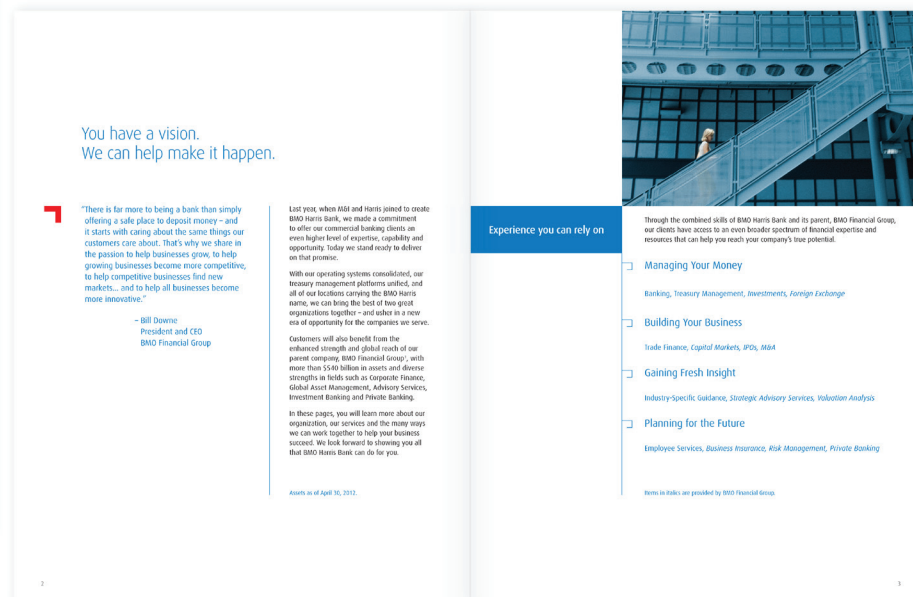 You have a vision.
We can help make it happen.
“There is far more to being a bank than simply
offering a safe place to deposit money – and
it starts with caring about the same things our
customers care about. That’s why we share in
the passion to help businesses grow, to help
growing businesses become more competitive,
to help competitive businesses find new
markets... and to help all businesses become
more innovative.”
– Bill Downe
President and CEO
BMO Financial Group
Last year, when M&I and Harris joined to create
BMO Harris Bank, we made a commitment
to offer our commercial banking clients an
even higher level of expertise, capability and
opportunity. Today we stand ready to deliver
on that promise.
With our operating systems consolidated, our
treasury management platforms unified, and
all of our locations carrying the BMO Harris
name, we can bring the best of two great
organizations together – and usher in a new
era of opportunity for the companies we serve.
Customers will also benefit from the
enhanced strength and global reach of our
parent company, BMO Financial Group¹, with
more than $540 billion in assets and diverse
strengths in fields such as Corporate Finance,
Global Asset Management, Advisory Services,
Investment Banking and Private Banking.
In these pages, you will learn more about our
organization, our services and the many ways
we can work together to help your business
succeed. We look forward to showing you all
that BMO Harris Bank can do for you.
Assets as of April 30, 2012.
2
Experience you can rely on
Through the combined skills of BMO Harris Bank and its parent, BMO Financial Group,
our clients have access to an even broader spectrum of financial expertise and
resources that can help you reach your company’s true potential.
Managing Your Money
Banking, Treasury Management, Investments, Foreign Exchange
Building Your Business
Trade Finance, Capital Markets, IPOs, M&A
Gaining Fresh Insight
Industry-Specific Guidance, Strategic Advisory Services, Valuation Analysis
Planning for the Future
Employee Services, Business Insurance, Risk Management, Private Banking
Items in italics are provided by BMO Financial Group.
3